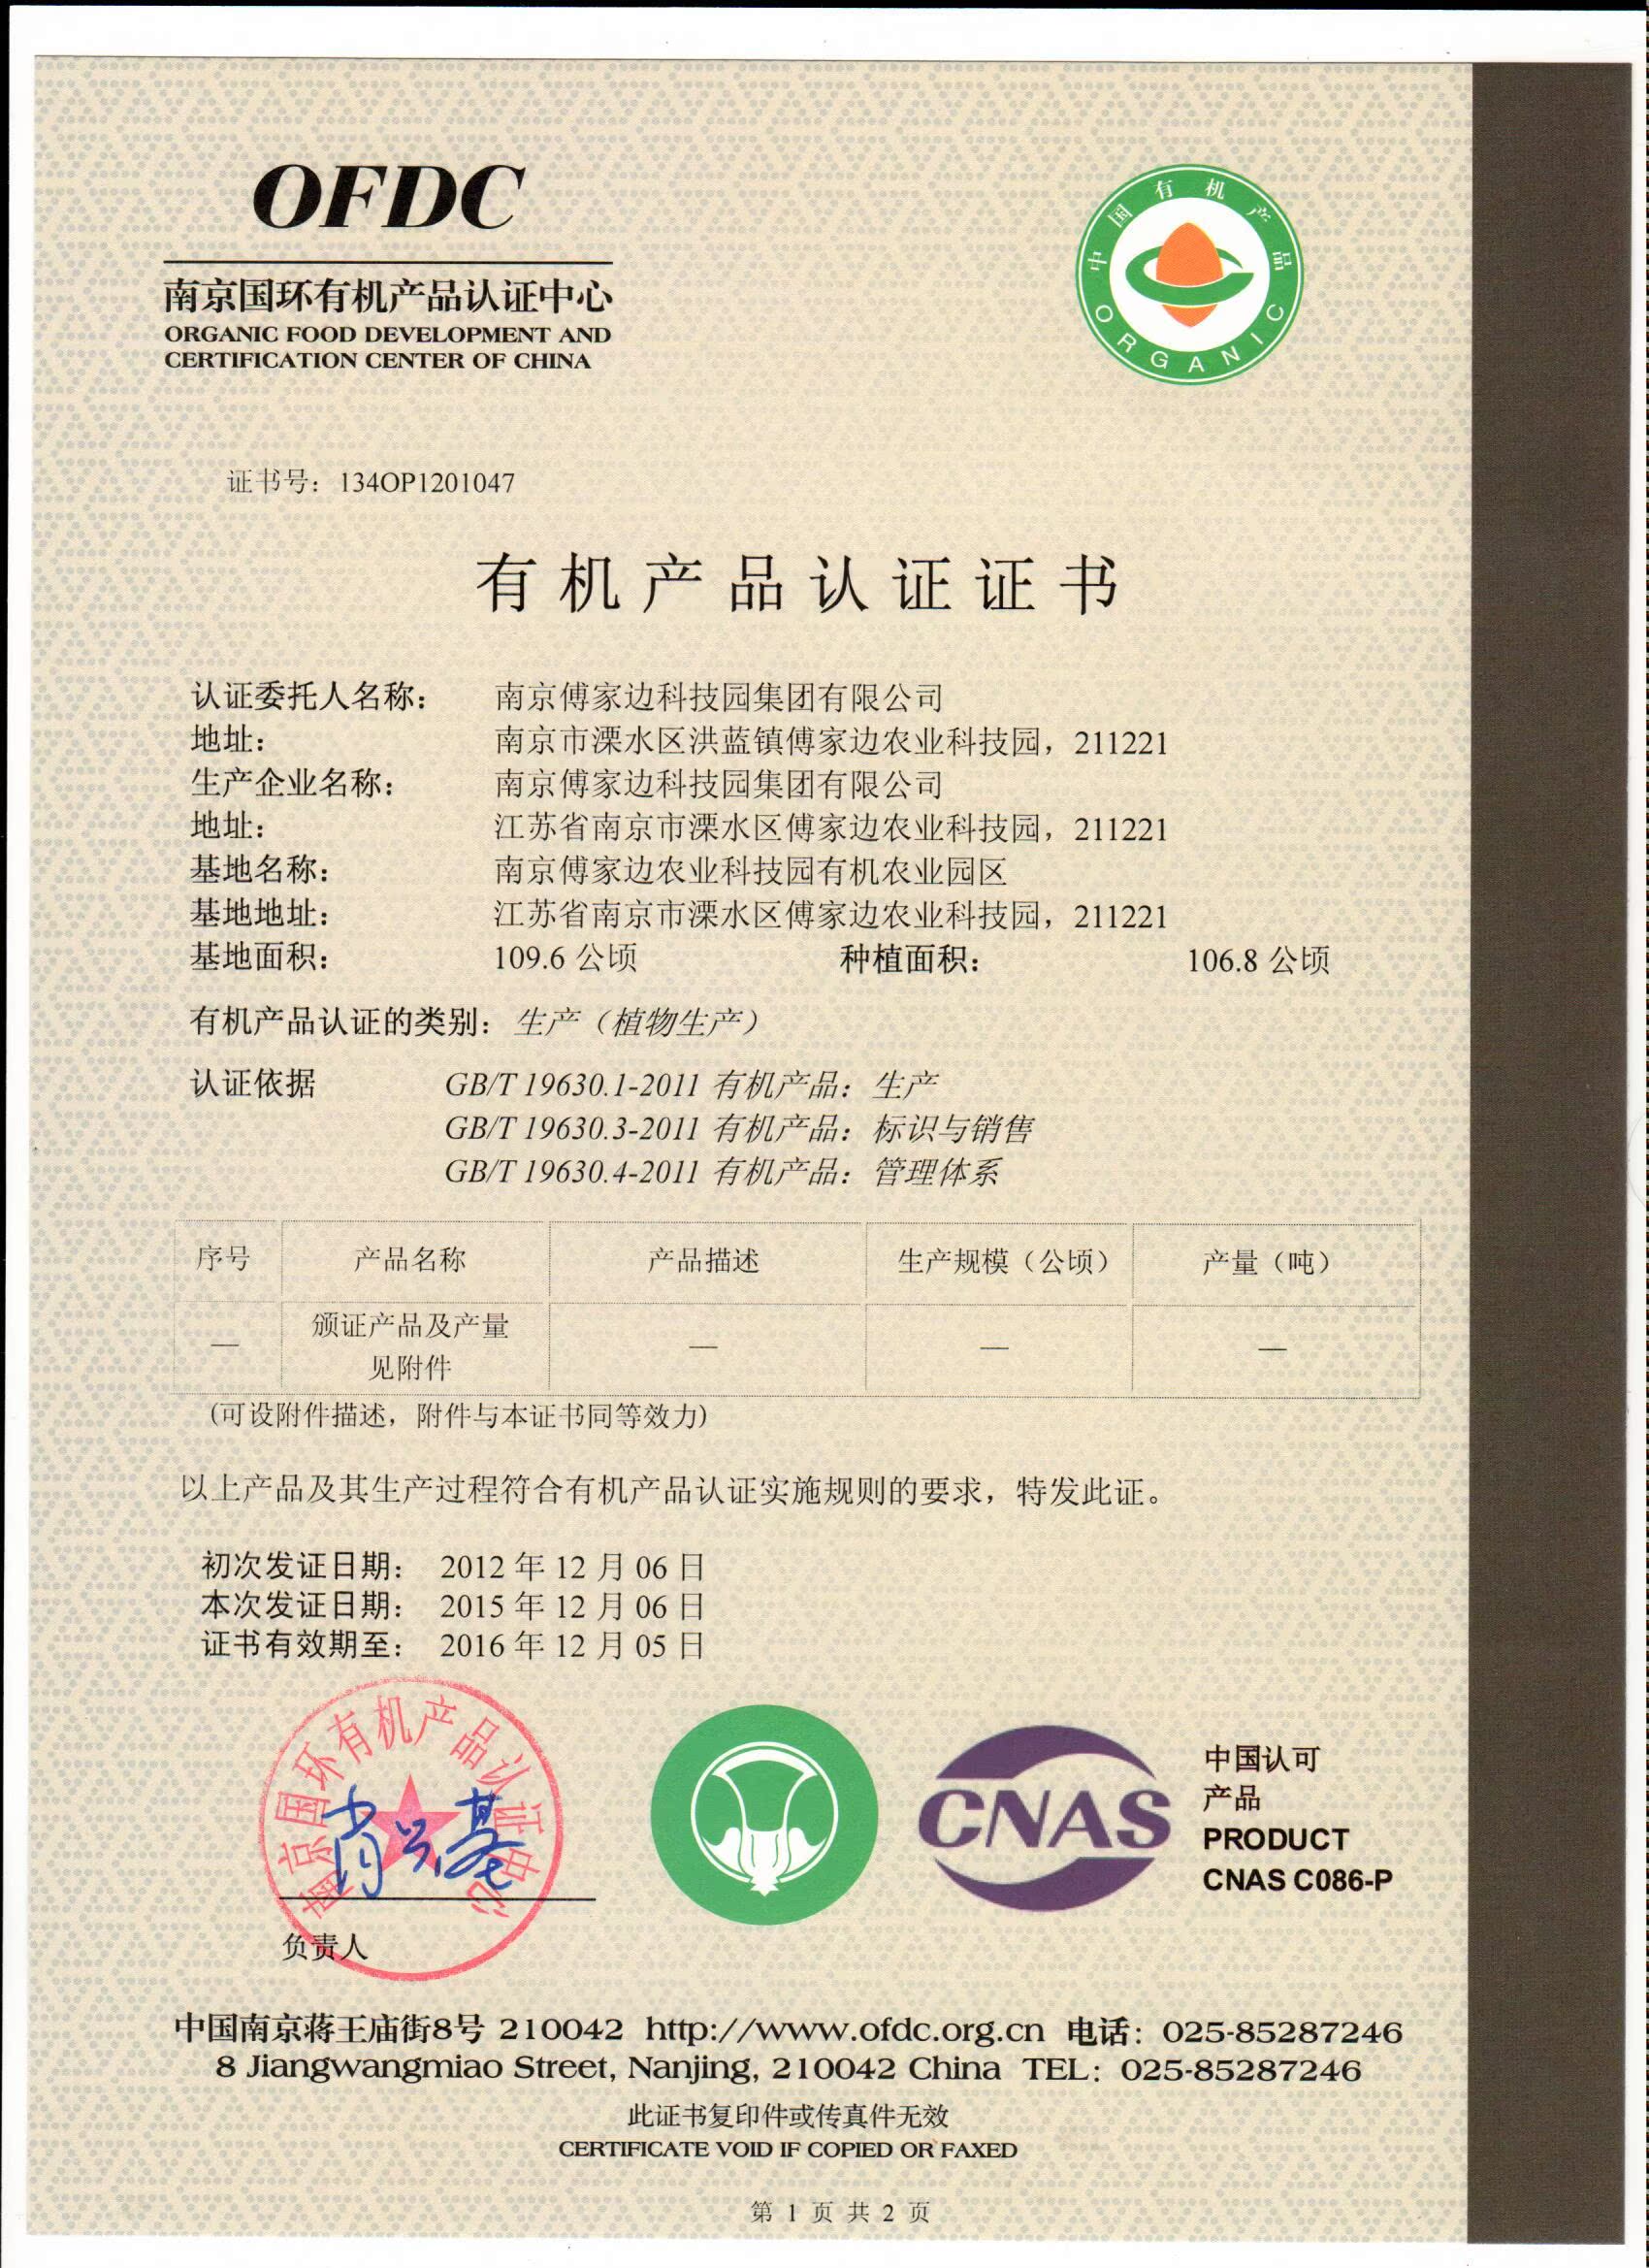 OFDC
南京国环有机产品认证中心
ORGANIC FOOD DEVELOPMENT AND
CERTIFICATION CENTER OF CHINA
中国有机产品
ORGANIC
证书号：134OP1201047
有机产品认证证书
认证委托人名称： 南京傅家边科技园集团有限公司
地址： 南京市溧水区洪蓝镇傅家边农业科技园，211221
生产企业名称： 南京傅家边科技园集团有限公司
地址： 江苏省南京市溧水区傅家边农业科技园，211221
基地名称： 南京傅家边农业科技园有机农业园区
基地地址： 江苏省南京市溧水区傅家边农业科技园，211221
基地面积： 109.6 公顷 种植面积： 106.8 公顷
有机产品认证的类别：生产（植物生产）
认证依据 GB/T 19630.1-2011 有机产品：生产
GB/T 19630.3-2011 有机产品：标识与销售
GB/T 19630.4-2011 有机产品：管理体系
序号 产品名称 产品描述 生产规模（公顷） 产量（吨）
— 颁证产品及产量 — — —
见附件
(可设附件描述，附件与本证书同等效力)
以上产品及其生产过程符合有机产品认证实施规则的要求，特发此证。
初次发证日期： 2012 年 12 月 06 日
本次发证日期： 2015 年 12 月 06 日
证书有效期至： 2016 年 12 月 05 日
南京国环有机产品认证中心
肖兴基
负责人
CNAS
中国认可
产品
PRODUCT
CNAS C086-P
中国南京蒋王庙街8号 210042 http://www.ofdc.org.cn 电话：025-85287246
8 Jiangwangmiao Street, Nanjing, 210042 China TEL：025-85287246
此证书复印件或传真件无效
CERTIFICATE VOID IF COPIED OR FAXED
第 1 页 共 2 页